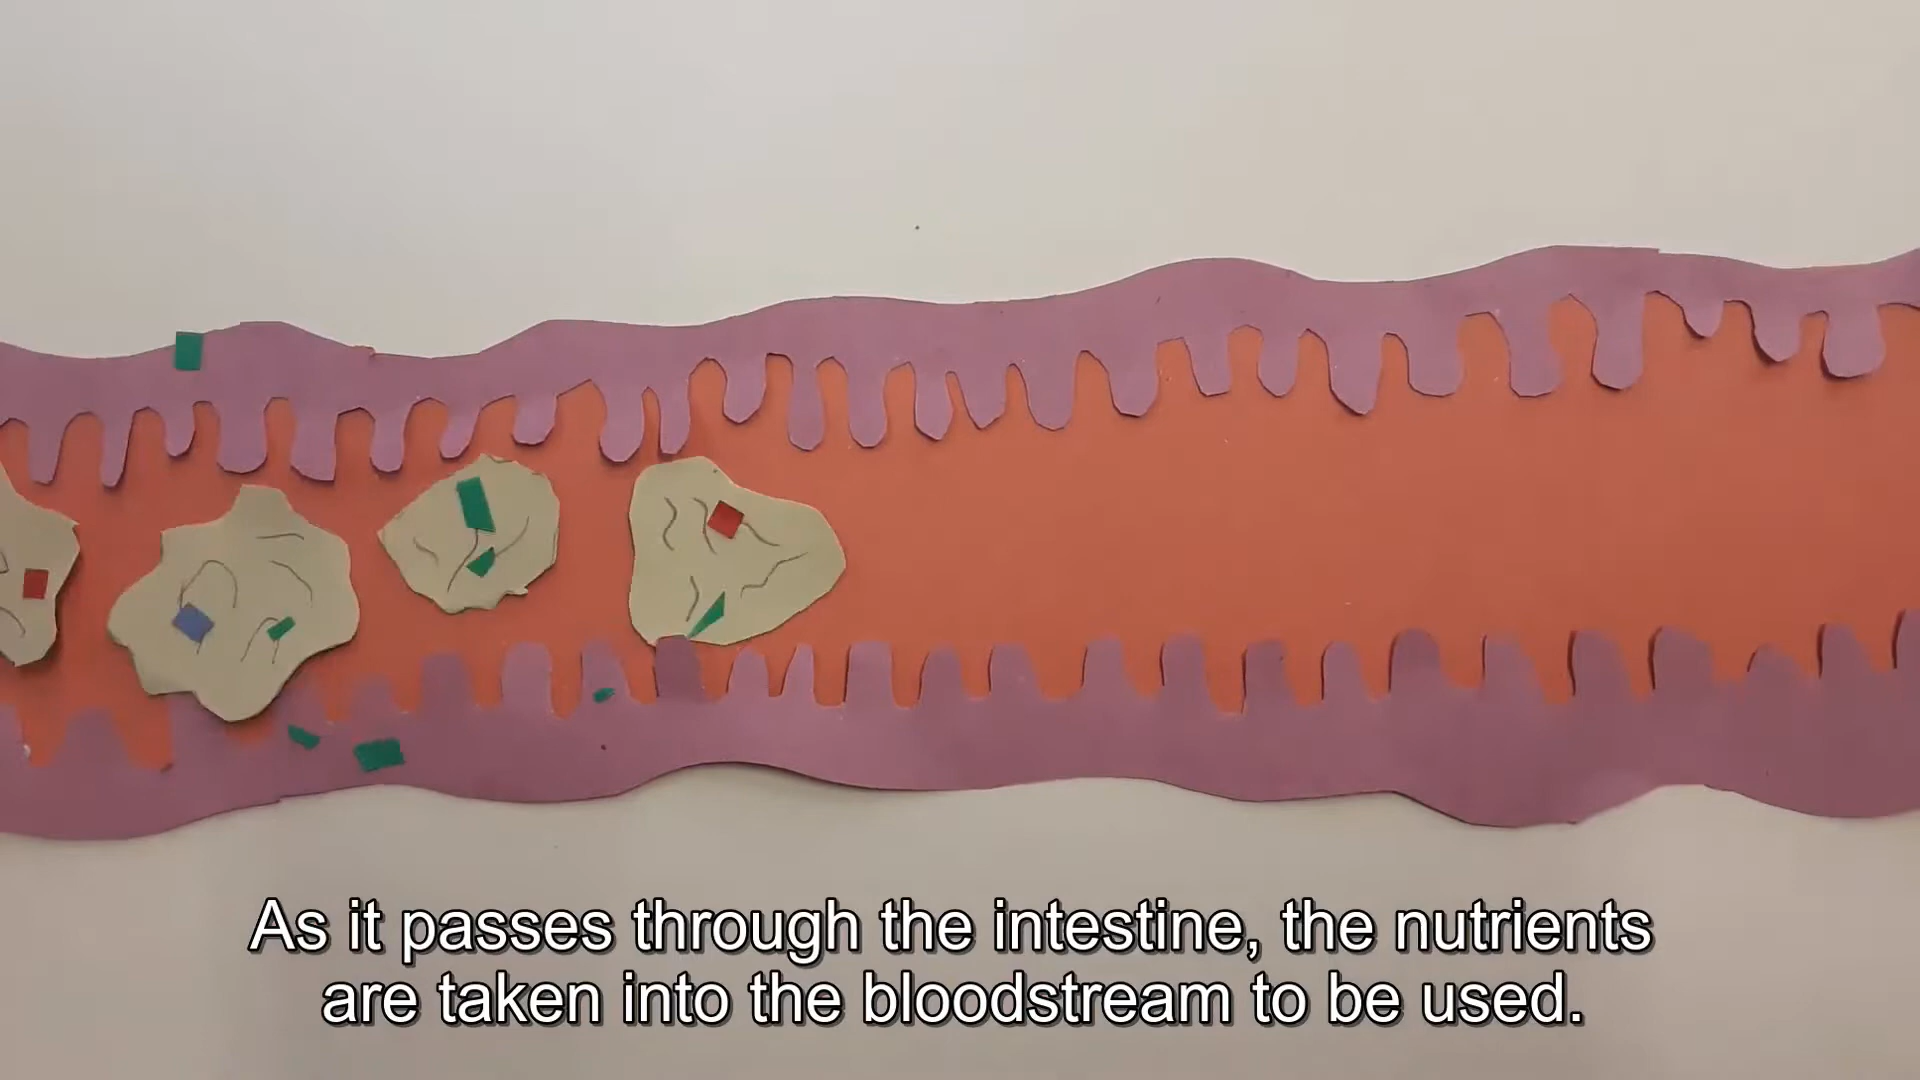 As it passes through the intestine, the nutrients
are taken into the bloodstream to be used.